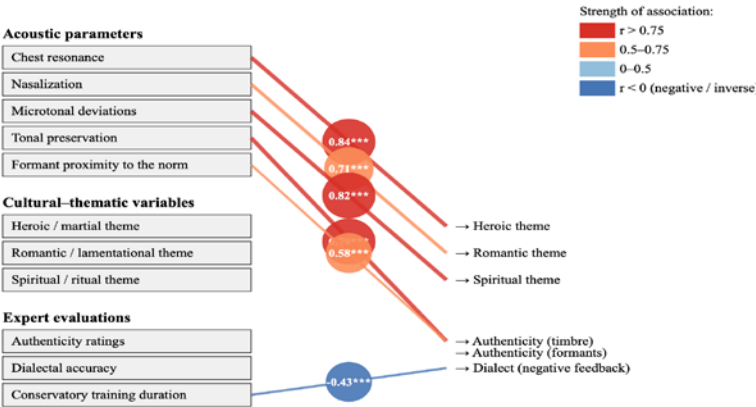 Strength of association:
r > 0.75
0.5–0.75
0–0.5
r < 0 (negative / inverse
Acoustic parameters
Chest resonance
Nasalization
Microtonal deviations
Tonal preservation
Formant proximity to the norm
Cultural–thematic variables
Heroic / martial theme
Romantic / lamentational theme
Spiritual / ritual theme
Expert evaluations
Authenticity ratings
Dialectal accuracy
Conservatory training duration
0.84***
0.71***
0.82***
0.58***
-0.43***
→ Heroic theme
→ Romantic theme
→ Spiritual theme
→ Authenticity (timbre)
→ Authenticity (formants)
→ Dialect (negative feedback)